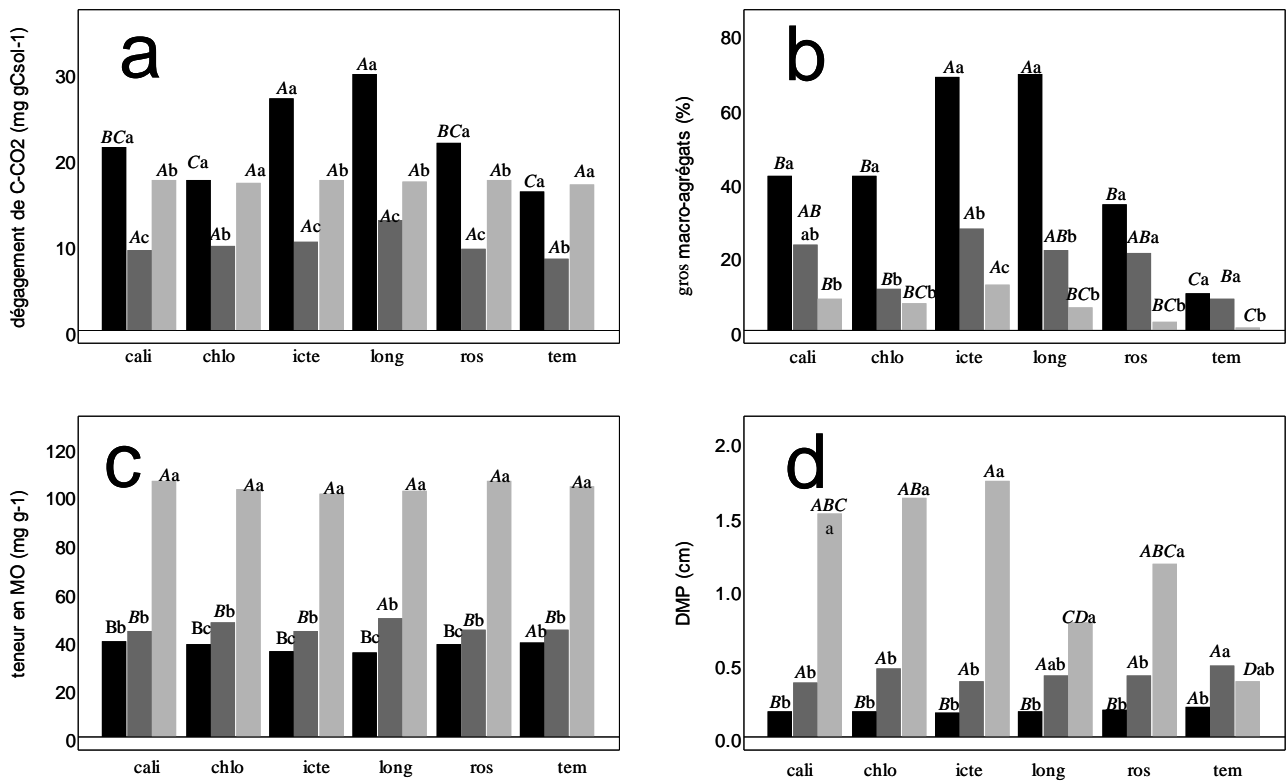 a
dégagement de C-CO2 (mg gCsol-1)
30
20
10
0
BCa Ac Ab
Ca Ab Aa
Aa Ac Ab
Aa Ac Ab
BCa Ac Ab
Ca Ab Aa
cali chlo icte long ros tem
b
gros macro-agrégats (%)
80
60
40
20
0
Ba AB
ab Bb
Ba Bb BCb
Aa Ab Ac
Aa ABb BCb
Ba ABa BCb
Ca Ba Cb
cali chlo icte long ros tem
c
teneur en MO (mg g-1)
120
100
80
60
40
20
0
Bb Bb Aa
Bc Bb Aa
Bc Bb Aa
Bc Ab Aa
Bc Bb Aa
Ab Bb Aa
cali chlo icte long ros tem
d
DMP (cm)
2.0
1.5
1.0
0.5
0.0
Bb Ab ABC
a
Bb Ab ABa
Bb Ab Aa
Bb Aab CDa
Bb Ab ABCa
Ab Aa Dab
cali chlo icte long ros tem